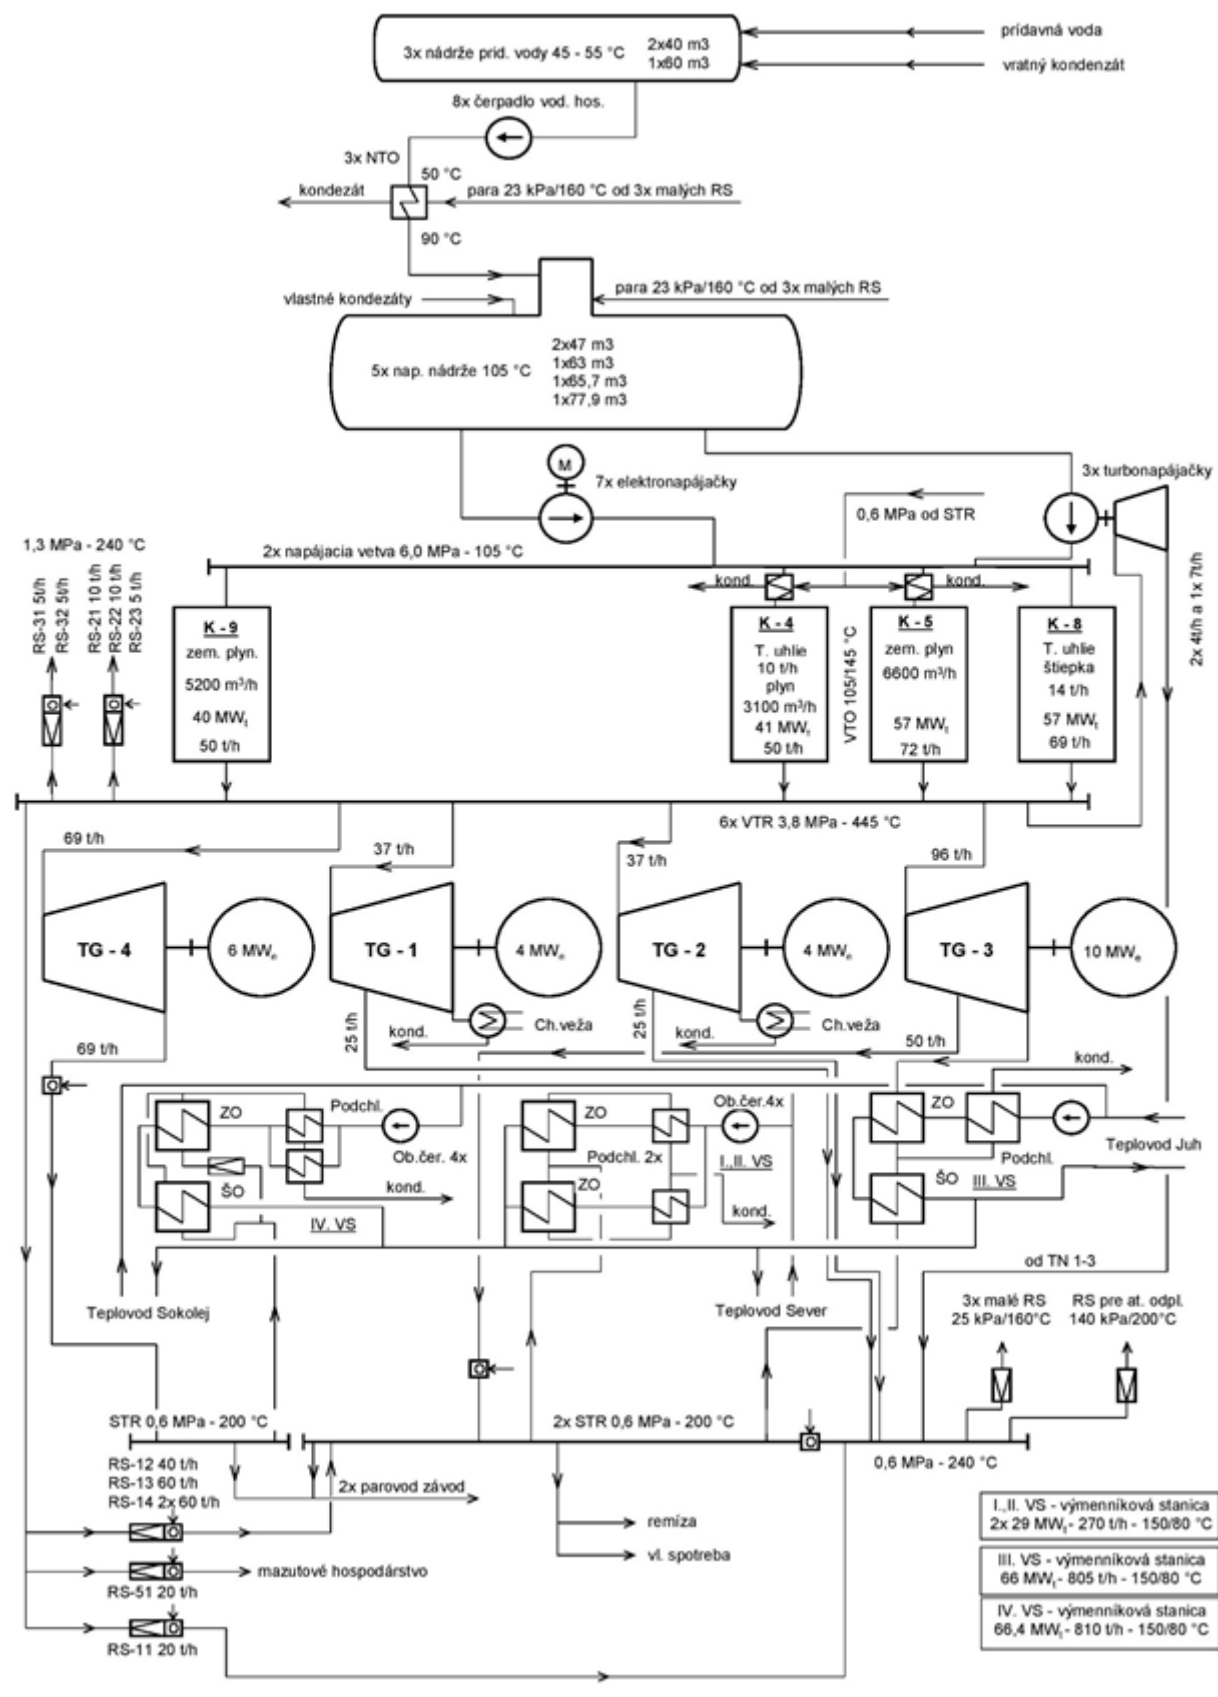 prídavná voda
3x nádrže prid. vody 45 - 55 °C
2x40 m3
1x60 m3
vratný kondenzát
8x čerpadlo vod. hos.
3x NTO
50 °C
kondezát
para 23 kPa/160 °C od 3x malých RS
90 °C
vlastné kondezáty
para 23 kPa/160 °C od 3x malých RS
5x nap. nádrže 105 °C
2x47 m3
1x63 m3
1x65,7 m3
1x77,9 m3
M
7x elektronapájačky
3x turbonapájačky
0,6 MPa od STR
2x 4t/h a 1x 7t/h
1,3 MPa - 240 °C
RS-31 5t/h
RS-32 5t/h
RS-21 10 t/h
RS-22 10 t/h
RS-23 5 t/h
2x napájacia vetva 6,0 MPa - 105 °C
kond.
kond.
K - 9
zem. plyn.
5200 m³/h
40 MWt
50 t/h
K - 4
T. uhlie
10 t/h
plyn
3100 m³/h
41 MWt
50 t/h
VTO 105/145 °C
K - 5
zem. plyn
6600 m³/h
57 MWt
72 t/h
K - 8
T. uhlie
štiepka
14 t/h
57 MWt
69 t/h
6x VTR 3,8 MPa - 445 °C
69 t/h
37 t/h
37 t/h
96 t/h
TG - 4
6 MWe
TG - 1
4 MWe
TG - 2
4 MWe
TG - 3
10 MWe
69 t/h
25 t/h
kond.
Ch.veža
25 t/h
kond.
Ch.veža
50 t/h
kond.
ZO
Podchl.
Ob.čer. 4x
ŠO
kond.
IV. VS
ZO
Ob.čer.4x
Podchl. 2x
I.,II. VS
ZO
kond.
ZO
Teplovod Juh
Podchl.
ŠO
III. VS
od TN 1-3
Teplovod Sokolej
Teplovod Sever
3x malé RS
25 kPa/160°C
RS pre at. odpl.
140 kPa/200°C
STR 0,6 MPa - 200 °C
2x STR 0,6 MPa - 200 °C
0,6 MPa - 240 °C
RS-12 40 t/h
RS-13 60 t/h
RS-14 2x 60 t/h
2x parovod závod
remíza
vl. spotreba
mazutové hospodárstvo
RS-51 20 t/h
RS-11 20 t/h
I.,II. VS - výmenníková stanica
2x 29 MWt - 270 t/h - 150/80 °C
III. VS - výmenníková stanica
66 MWt - 805 t/h - 150/80 °C
IV. VS - výmenníková stanica
66,4 MWt - 810 t/h - 150/80 °C